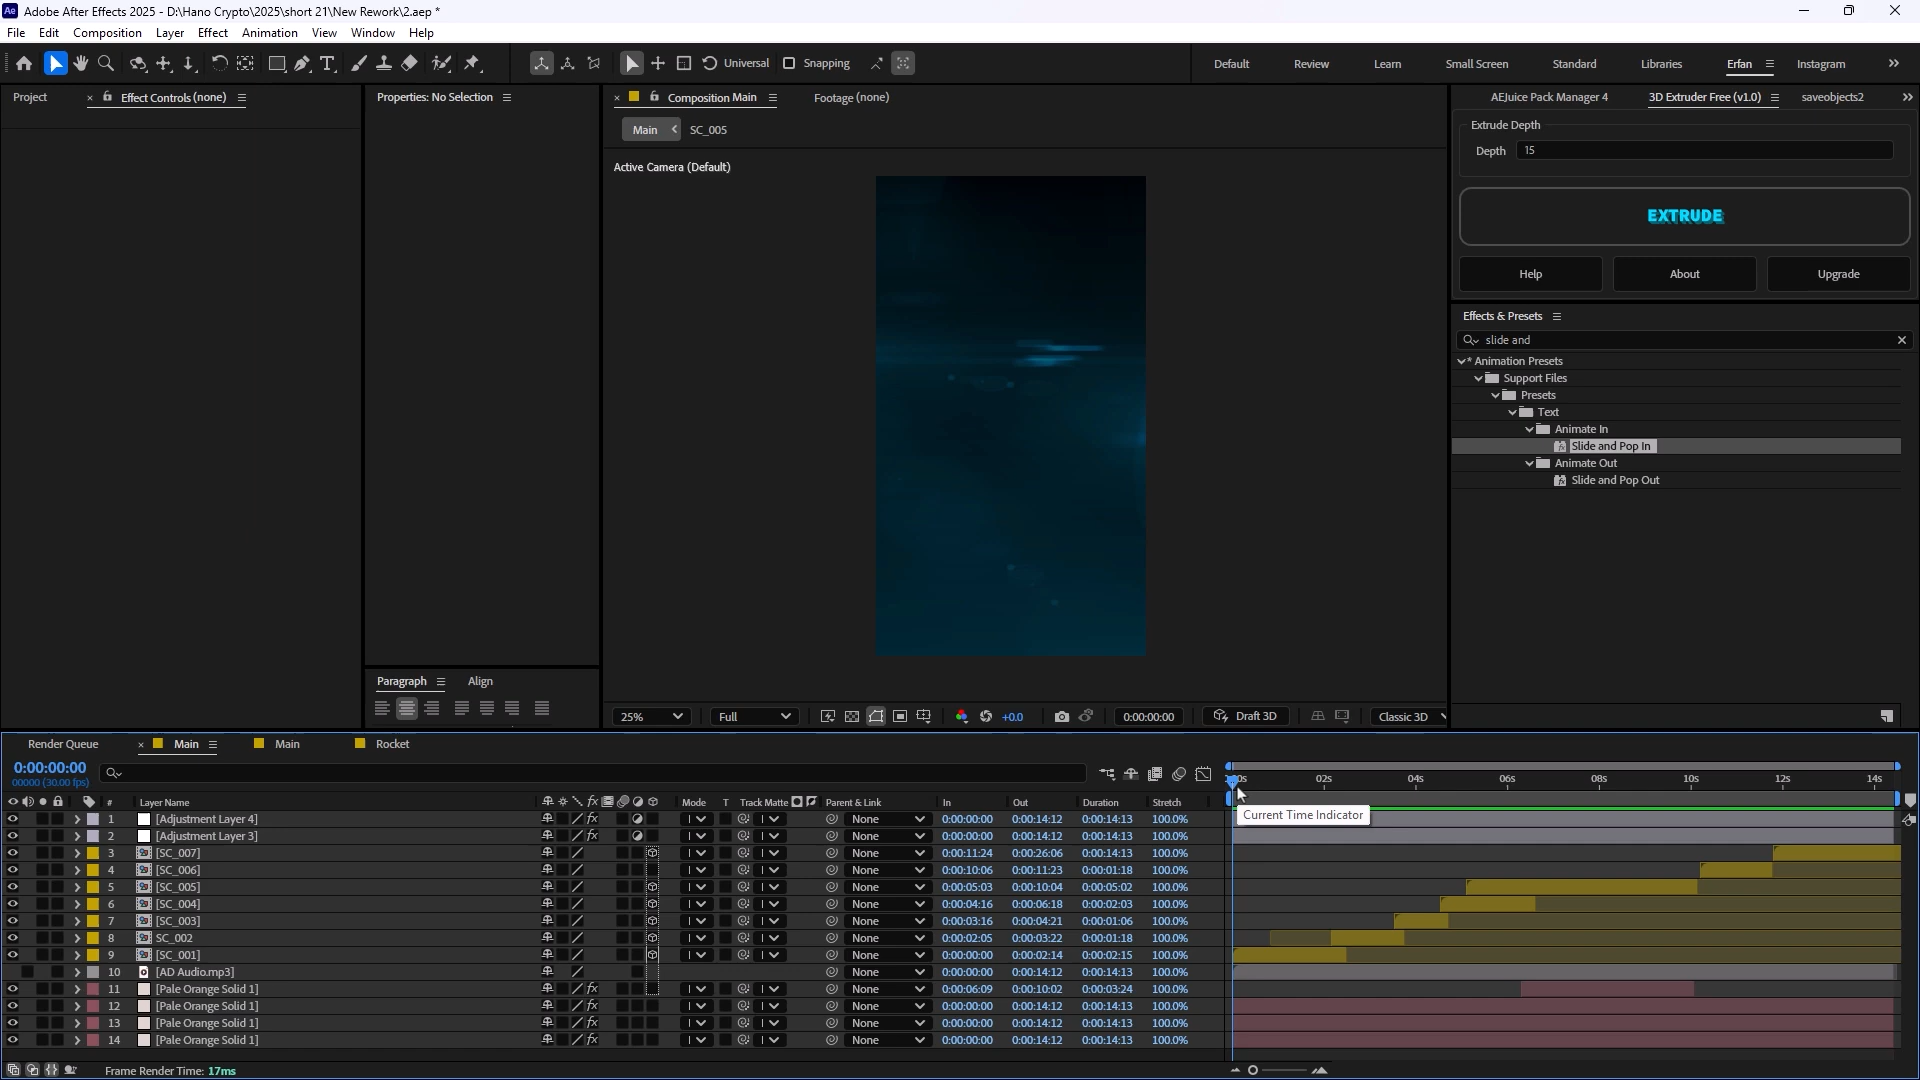 Adobe After Effects 2025 - D:\Hano Crypto\2025\short 21\New Rework\2.aep *
File Edit Composition Layer Effect Animation View Window Help
Universal Snapping Default Review Learn Small Screen Standard Libraries Erfan Instagram
Project Effect Controls (none) Properties: No Selection Composition Main Footage (none) AEJuice Pack Manager 4 3D Extruder Free (v1.0) saveobjects2
Main SC_005
Active Camera (Default)
Extrude Depth
Depth 15
EXTRUDE
Help About Upgrade
Effects & Presets
slide and
* Animation Presets
Support Files
Presets
Text
Animate In
Slide and Pop In
Animate Out
Slide and Pop Out
Paragraph Align
25% Full +0.0 0:00:00:00 Draft 3D Classic 3D
Render Queue Main Main Rocket
0:00:00:00
00000 (30.00 fps)
02s 04s 06s 08s 10s 12s 14s
# Layer Name Mode T Track Matte Parent & Link In Out Duration Stretch
1 [Adjustment Layer 4] None 0:00:00:00 0:00:14:12 0:00:14:13 100.0%
Current Time Indicator
2 [Adjustment Layer 3] None 0:00:00:00 0:00:14:12 0:00:14:13 100.0%
3 [SC_007] None 0:00:11:24 0:00:26:06 0:00:14:13 100.0%
4 [SC_006] None 0:00:10:06 0:00:11:23 0:00:01:18 100.0%
5 [SC_005] None 0:00:05:03 0:00:10:04 0:00:05:02 100.0%
6 [SC_004] None 0:00:04:16 0:00:06:18 0:00:02:03 100.0%
7 [SC_003] None 0:00:03:16 0:00:04:21 0:00:01:06 100.0%
8 SC_002 None 0:00:02:05 0:00:03:22 0:00:01:18 100.0%
9 [SC_001] None 0:00:00:00 0:00:02:14 0:00:02:15 100.0%
10 [AD Audio.mp3] None 0:00:00:00 0:00:14:12 0:00:14:13 100.0%
11 [Pale Orange Solid 1] None 0:00:06:09 0:00:10:02 0:00:03:24 100.0%
12 [Pale Orange Solid 1] None 0:00:00:00 0:00:14:12 0:00:14:13 100.0%
13 [Pale Orange Solid 1] None 0:00:00:00 0:00:14:12 0:00:14:13 100.0%
14 [Pale Orange Solid 1] None 0:00:00:00 0:00:14:12 0:00:14:13 100.0%
Frame Render Time: 17ms